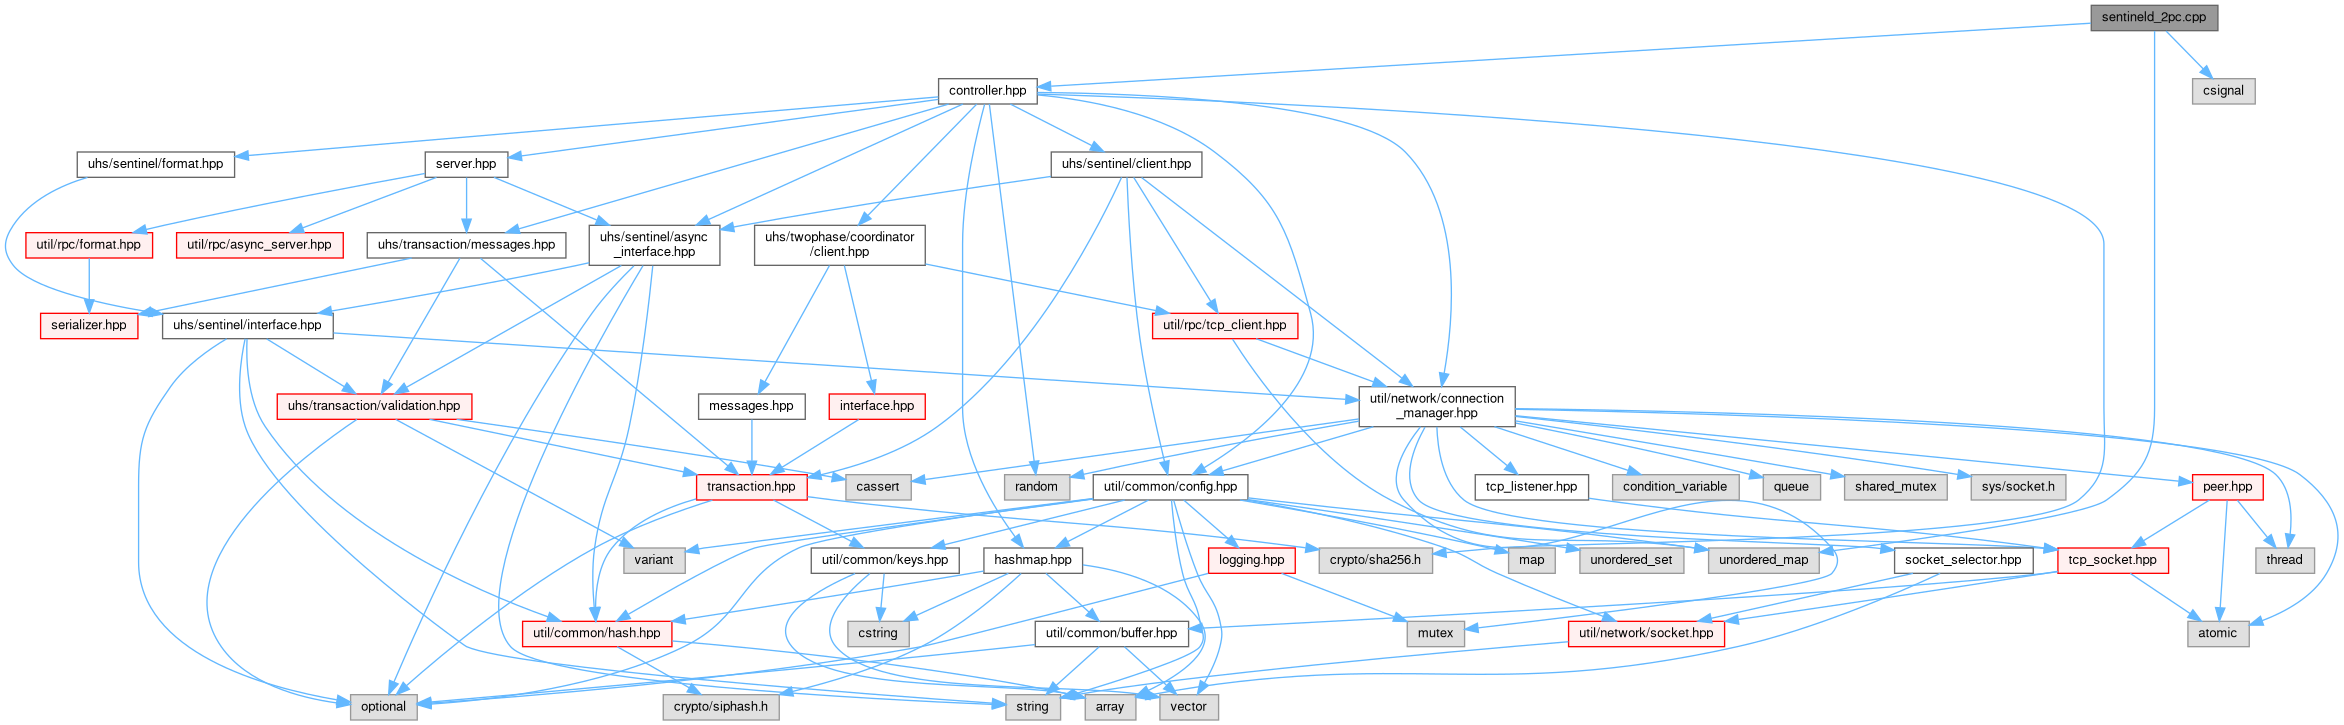 sentineld_2pc.cpp
controller.hpp
csignal
uhs/sentinel/format.hpp
server.hpp
uhs/sentinel/client.hpp
util/rpc/format.hpp
util/rpc/async_server.hpp
uhs/transaction/messages.hpp
uhs/sentinel/async
_interface.hpp
uhs/twophase/coordinator
/client.hpp
serializer.hpp
uhs/sentinel/interface.hpp
util/rpc/tcp_client.hpp
uhs/transaction/validation.hpp
messages.hpp
interface.hpp
util/network/connection
_manager.hpp
transaction.hpp
cassert
random
util/common/config.hpp
tcp_listener.hpp
condition_variable
queue
shared_mutex
sys/socket.h
peer.hpp
variant
util/common/keys.hpp
hashmap.hpp
logging.hpp
crypto/sha256.h
map
unordered_set
unordered_map
socket_selector.hpp
tcp_socket.hpp
thread
util/common/hash.hpp
cstring
util/common/buffer.hpp
mutex
util/network/socket.hpp
atomic
optional
crypto/siphash.h
string
array
vector